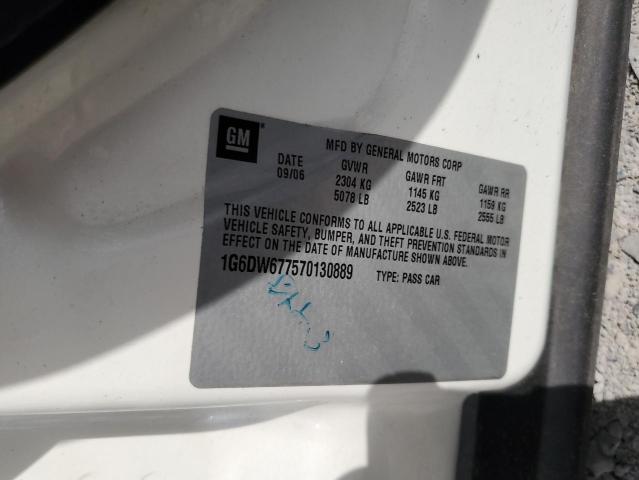 GM
MFD BY GENERAL MOTORS CORP
DATE GVWR GAWR FRT GAWR RR
09/06 2304 KG 1145 KG 1159 KG
5078 LB 2523 LB 2555 LB
THIS VEHICLE CONFORMS TO ALL APPLICABLE U.S. FEDERAL MOTOR
VEHICLE SAFETY, BUMPER, AND THEFT PREVENTION STANDARDS IN
EFFECT ON THE DATE OF MANUFACTURE SHOWN ABOVE.
1G6DW677570130889 TYPE: PASS CAR